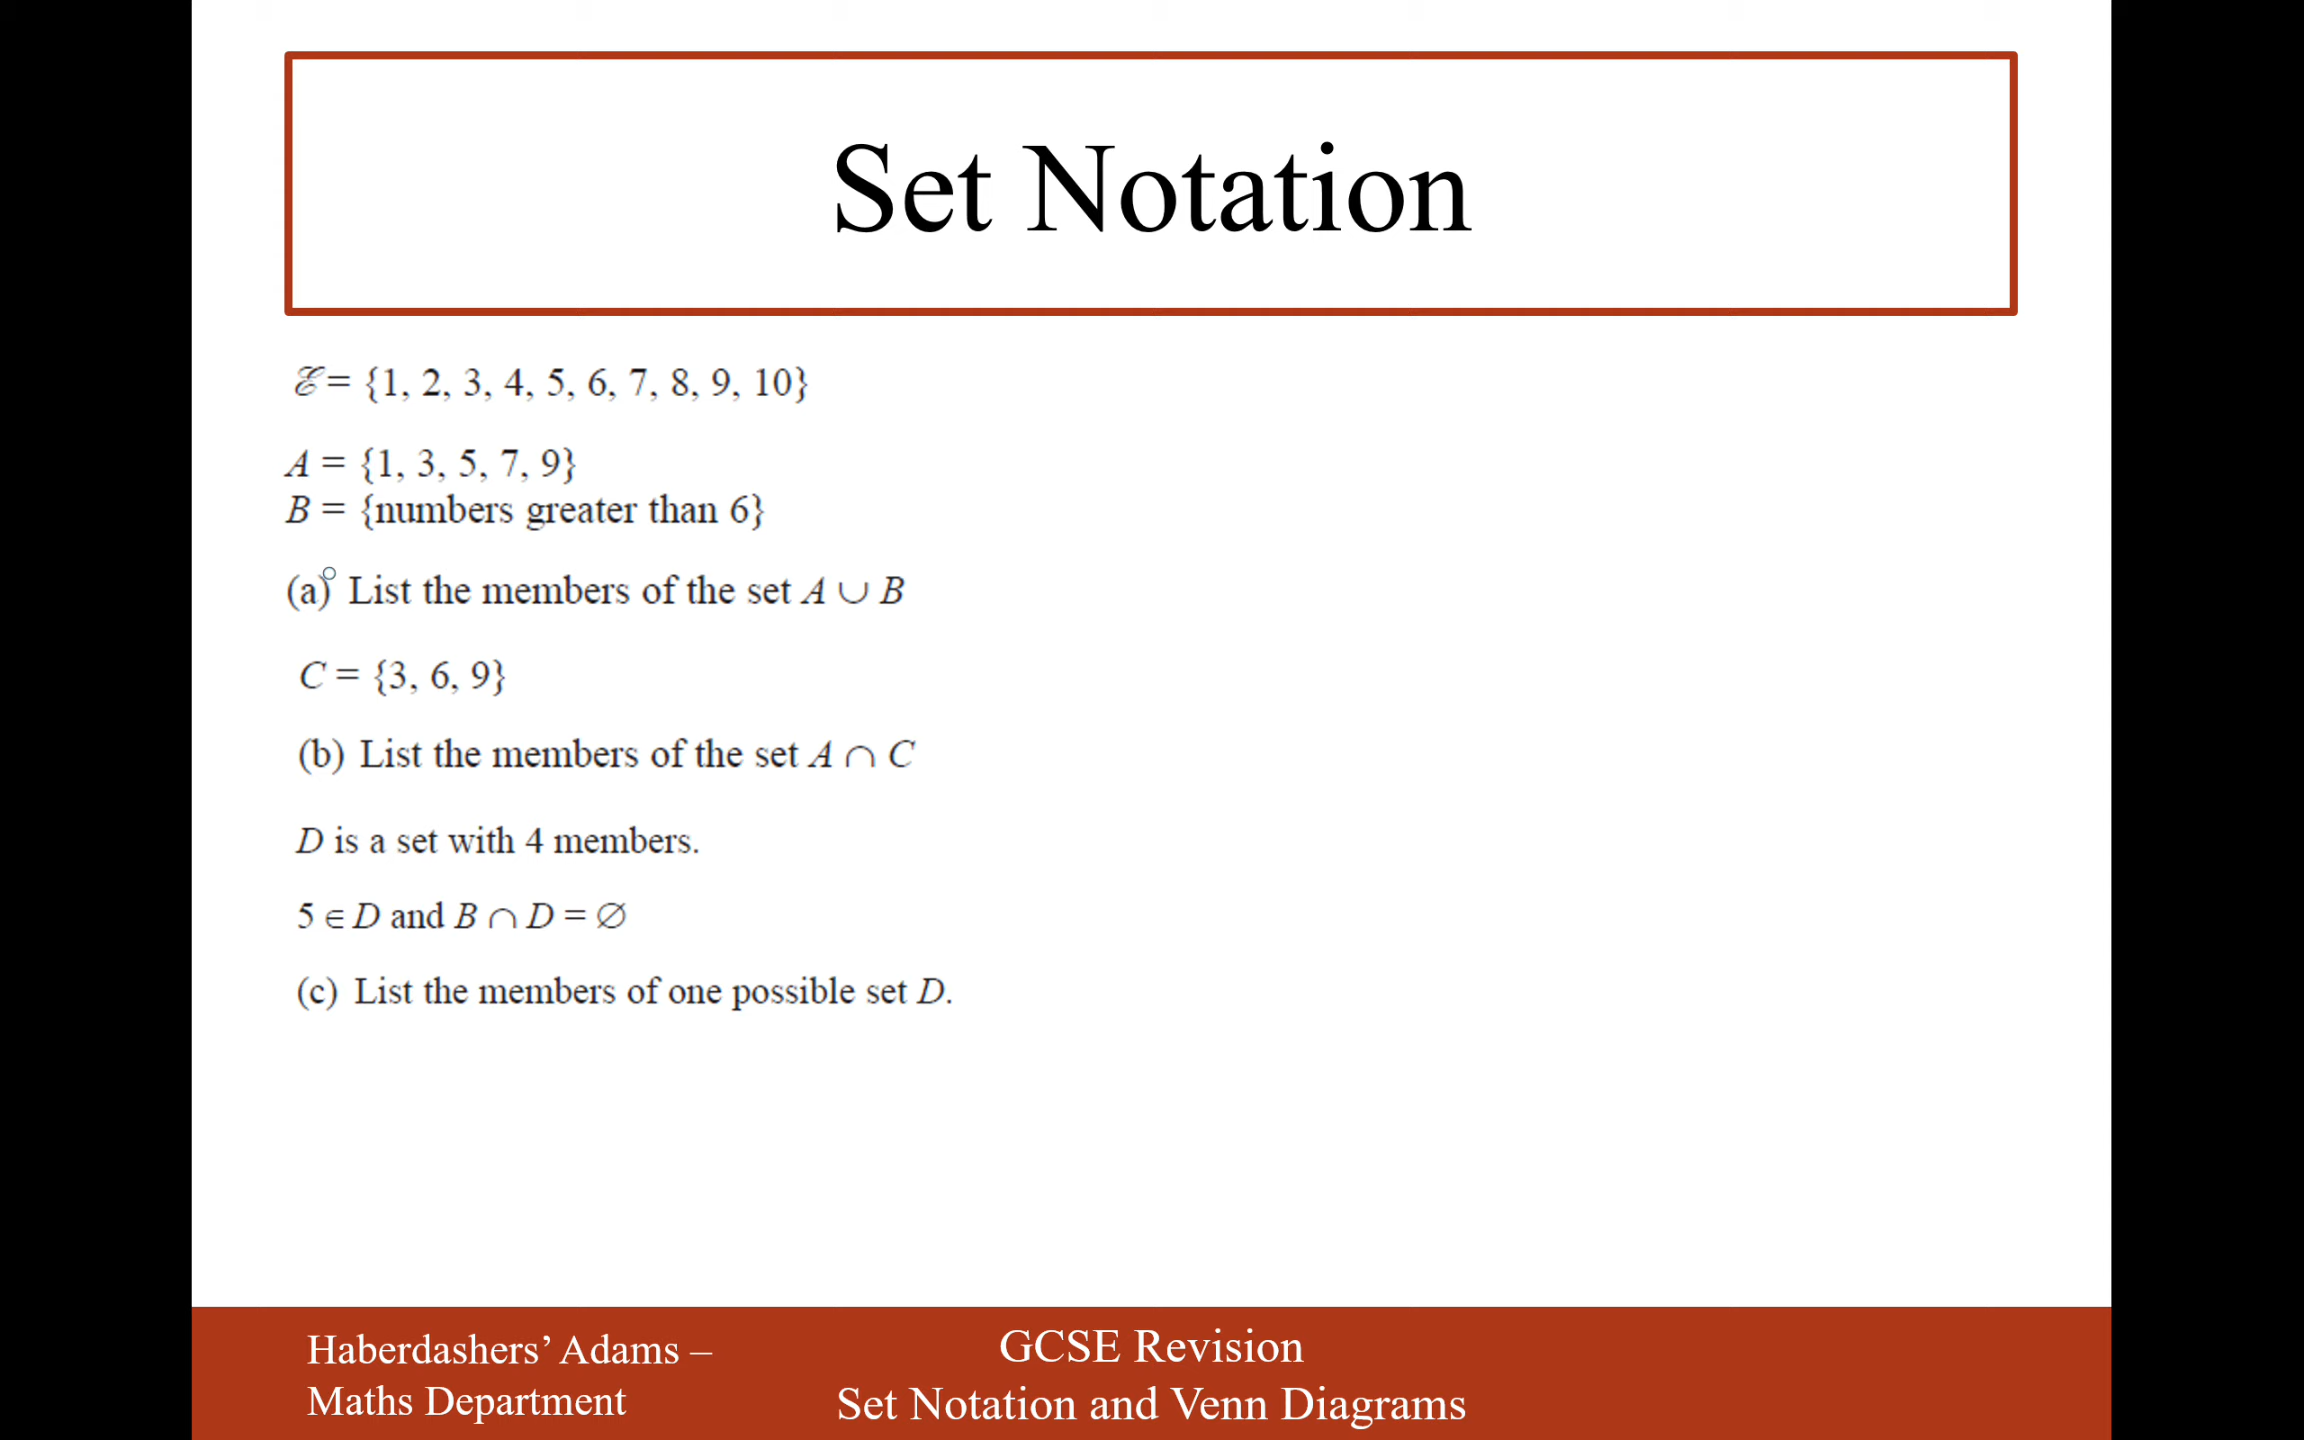 Set Notation
ℰ = {1, 2, 3, 4, 5, 6, 7, 8, 9, 10}
A = {1, 3, 5, 7, 9}
B = {numbers greater than 6}
(a) List the members of the set A ∪ B
C = {3, 6, 9}
(b) List the members of the set A ∩ C
D is a set with 4 members.
5 ∈ D and B ∩ D = ∅
(c) List the members of one possible set D.
Haberdashers’ Adams –
Maths Department
GCSE Revision
Set Notation and Venn Diagrams